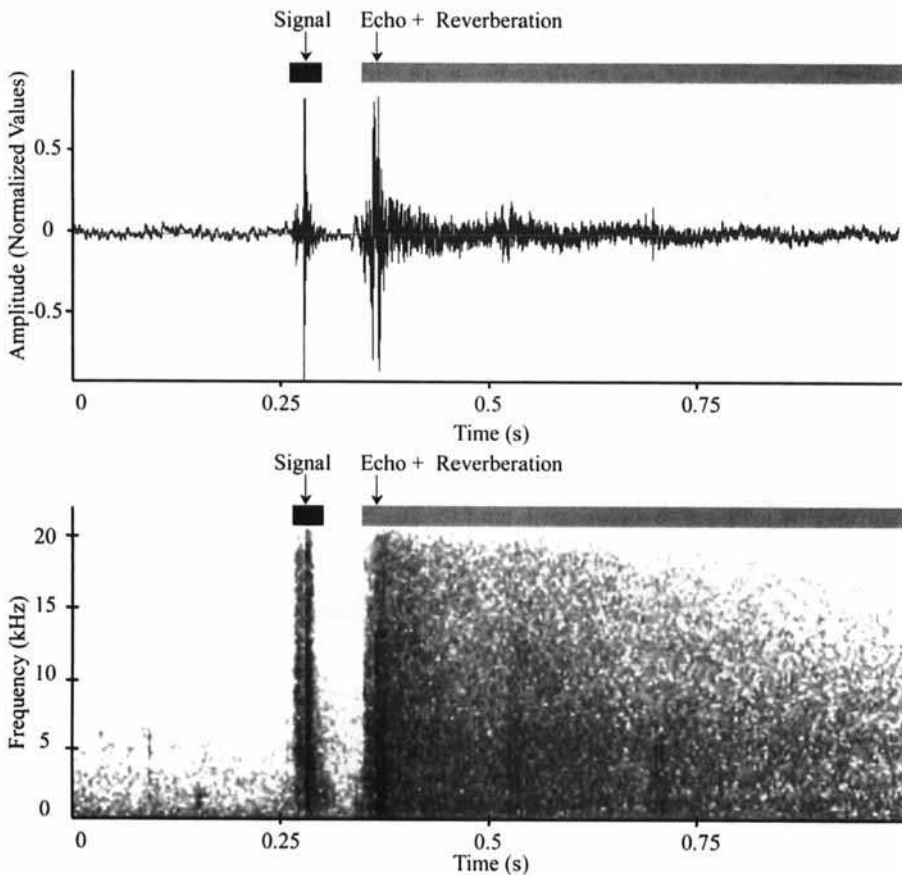 Signal Echo + Reverberation
Amplitude (Normalized Values)
0.5
0
-0.5
0 0.25 0.5 0.75
Time (s)
Signal Echo + Reverberation
Frequency (kHz)
20
15
10
5
0
0 0.25 0.5 0.75
Time (s)